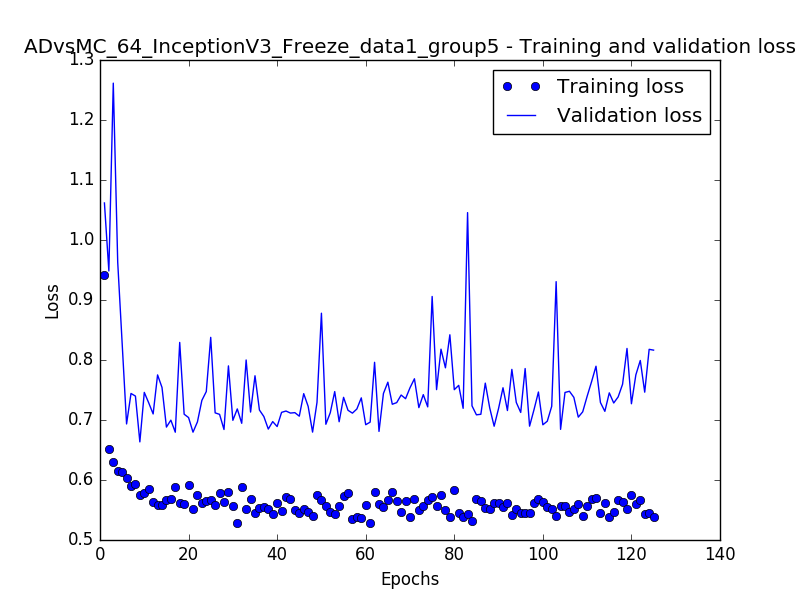 ADvsMC_64_InceptionV3_Freeze_data1_group5 - Training and validation loss
1.3
1.2
1.1
1.0
0.9
0.8
0.7
0.6
0.5
Loss
Training loss
Validation loss
0 20 40 60 80 100 120 140
Epochs